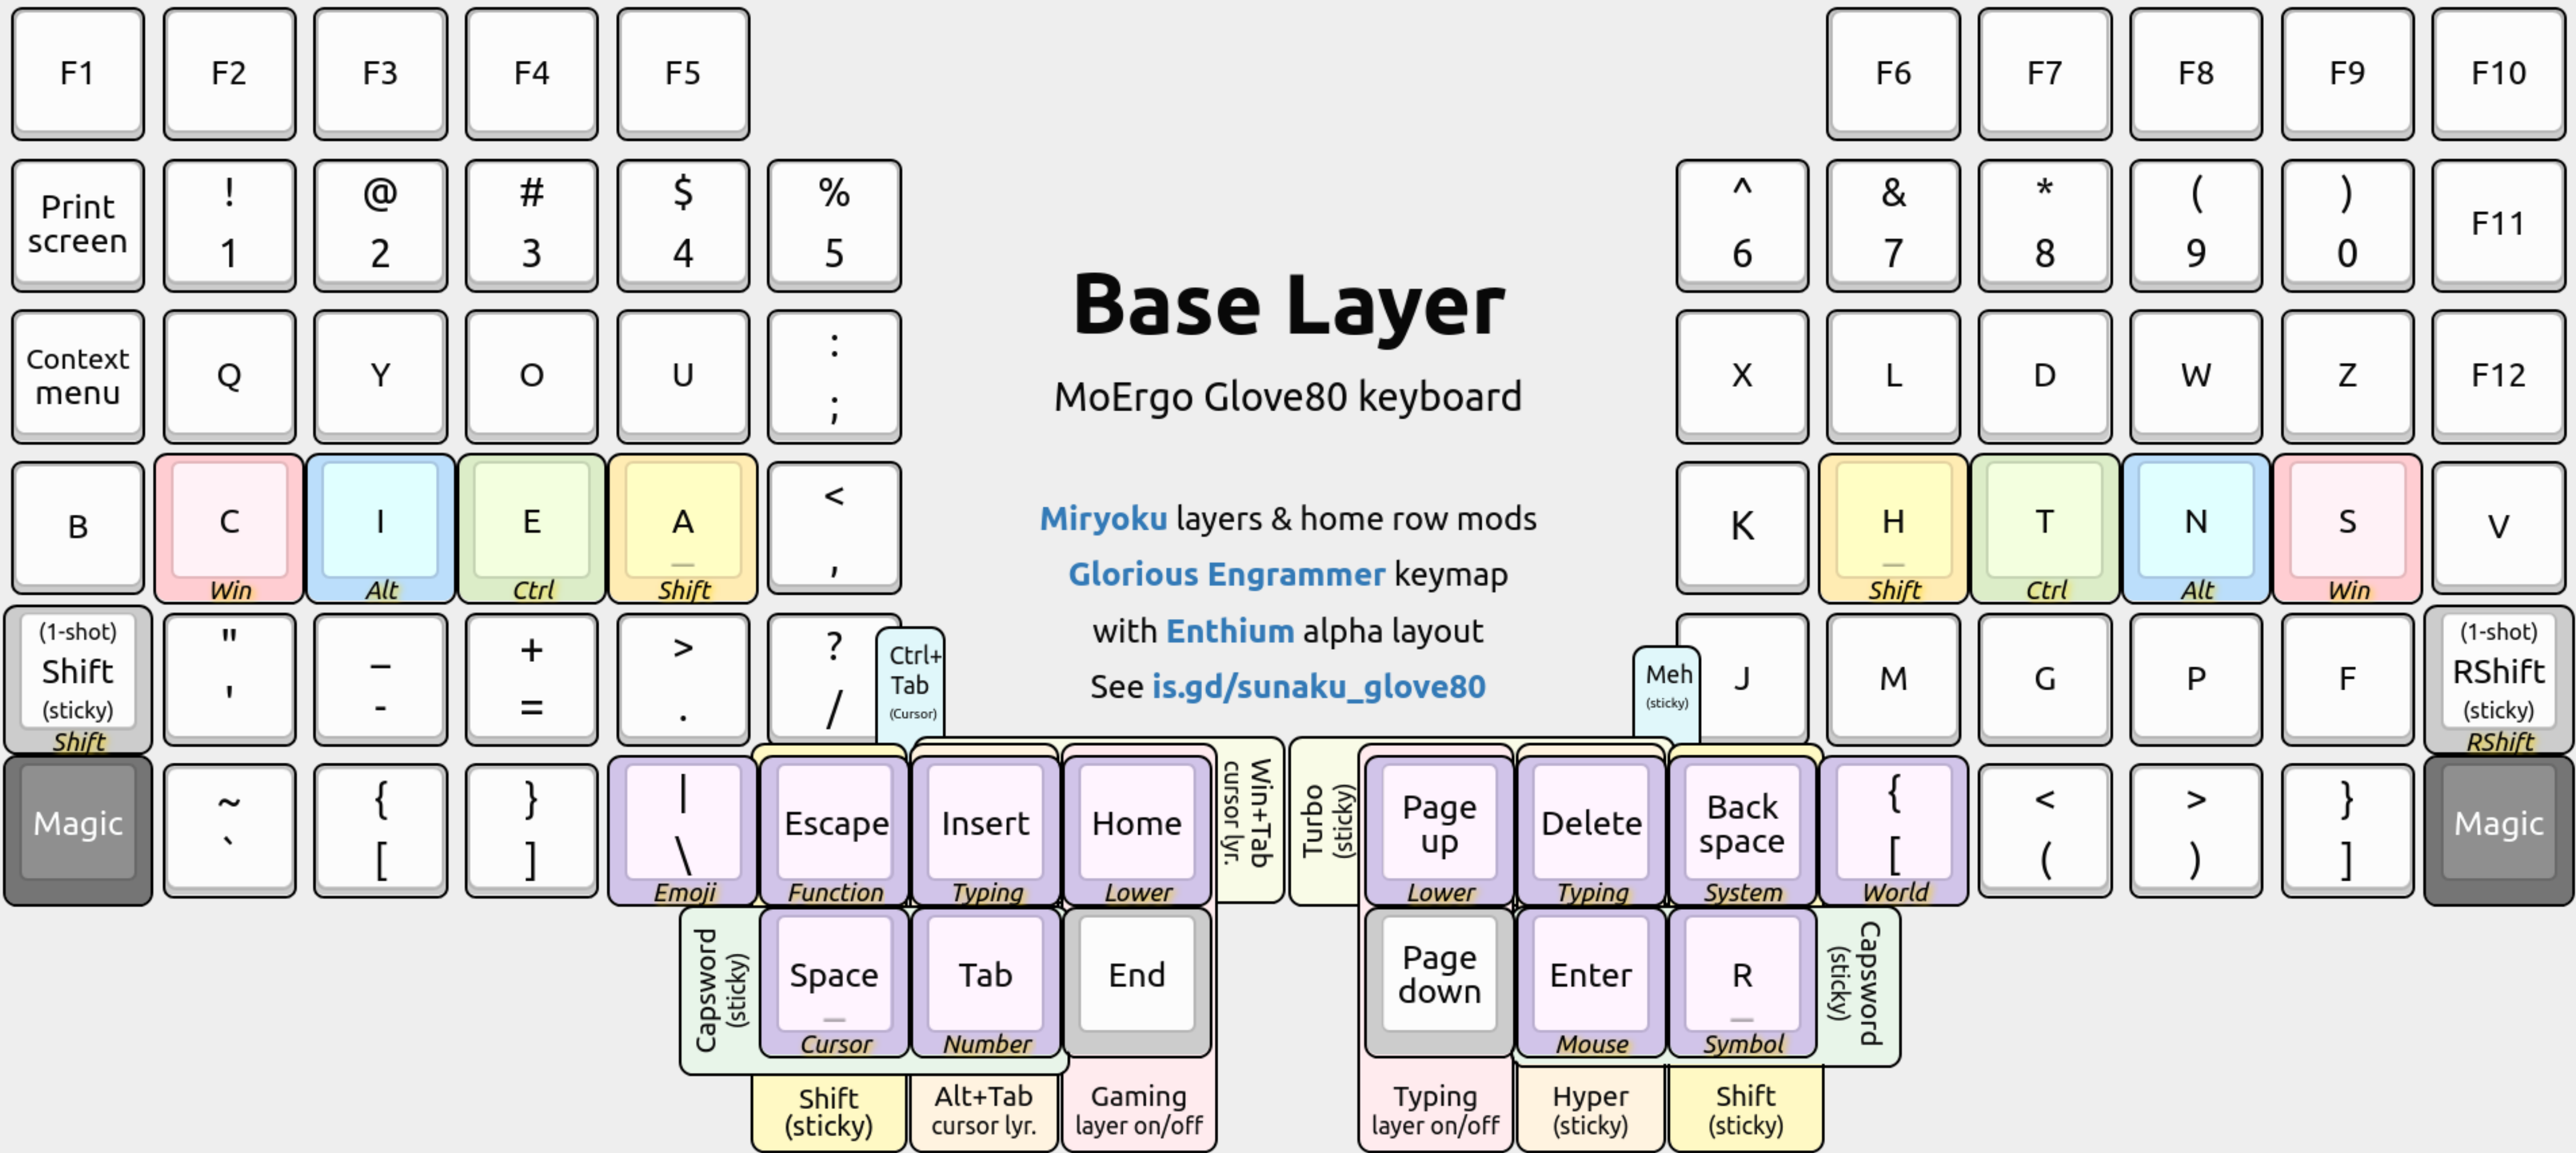 F1 F2 F3 F4 F5 F6 F7 F8 F9 F10
Print screen
! 1
@ 2
# 3
$ 4
% 5
^ 6
& 7
* 8
( 9
) 0
F11
Base Layer
MoErgo Glove80 keyboard
Context menu
Q Y O U
: ;
X L D W Z F12
Miryoku layers & home row mods
Glorious Engrammer keymap
with Enthium alpha layout
See is.gd/sunaku_glove80
B
C
Win
I
Alt
E
Ctrl
A
Shift
< ,
K
H
Shift
T
Ctrl
N
Alt
S
Win
V
(1-shot)
Shift
(sticky)
Shift
" '
_ -
+ =
> .
? /
Ctrl+
Tab
(Cursor)
Meh
(sticky)
J M G P F
(1-shot)
RShift
(sticky)
RShift
Magic
~ `
{ [
} ]
| \
Emoji
Escape
Function
Insert
Typing
Home
Lower
Win+Tab
cursor lyr.
Turbo
(sticky)
Page
up
Lower
Delete
Typing
Back
space
System
{ [
World
< (
> )
} ]
Magic
Capsword
(sticky)
Space
Cursor
Tab
Number
End
Page
down
Enter
Mouse
R
Symbol
Capsword
(sticky)
Shift
(sticky)
Alt+Tab
cursor lyr.
Gaming
layer on/off
Typing
layer on/off
Hyper
(sticky)
Shift
(sticky)